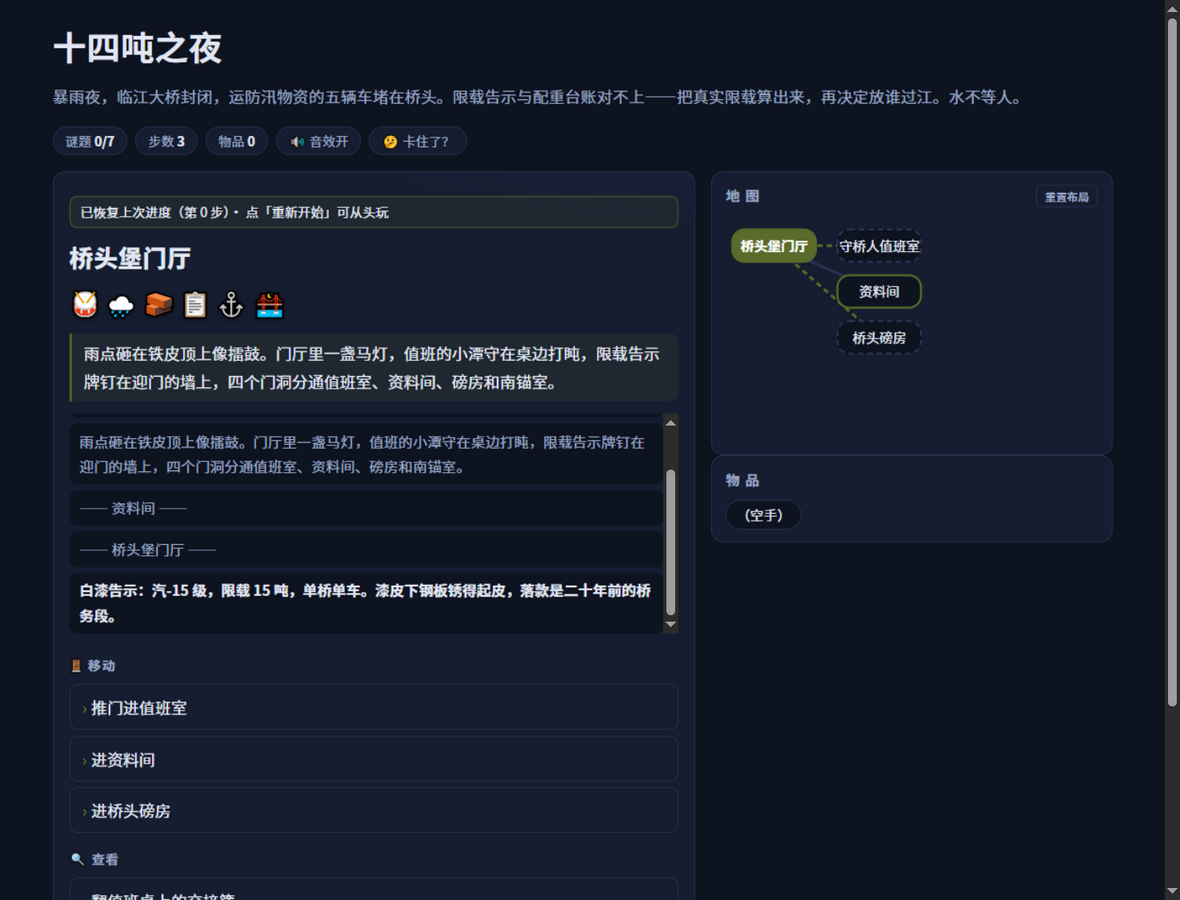 十四吨之夜
暴雨夜，临江大桥封闭，运防汛物资的五辆车堵在桥头。限载告示与配重台账对不上——把真实限载算出来，再决定放谁过江。水不等人。
谜题 0/7
步数 3
物品 0
音效开
卡住了?
已恢复上次进度（第 0 步）· 点「重新开始」可从头玩
桥头堡门厅
雨点砸在铁皮顶上像擂鼓。门厅里一盏马灯，值班的小潭守在桌边打盹，限载告示
牌钉在迎门的墙上，四个门洞分通值班室、资料间、磅房和南锚室。
雨点砸在铁皮顶上像擂鼓。门厅里一盏马灯，值班的小潭守在桌边打盹，限载告示牌钉在
迎门的墙上，四个门洞分通值班室、资料间、磅房和南锚室。
—— 资料间 ——
—— 桥头堡门厅 ——
白漆告示：汽-15 级，限载 15 吨，单桥单车。漆皮下钢板锈得起皮，落款是二十年前的桥
务段。
移动
› 推门进值班室
› 进资料间
› 进桥头磅房
查看
翻值班桌上的交接簿
地 图
重置布局
桥头堡门厅
守桥人值班室
资料间
桥头磅房
物 品
（空手）